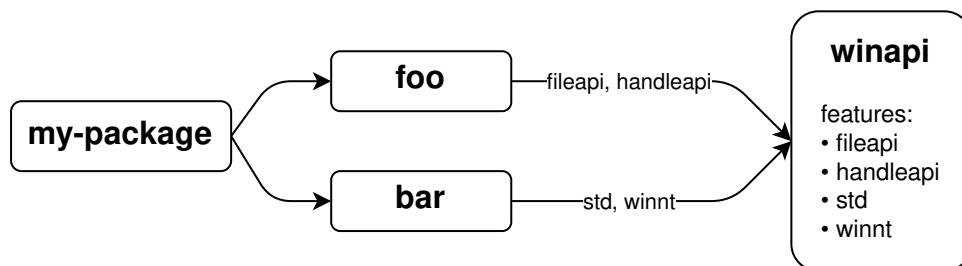 my-package
foo
bar
fileapi, handleapi
std, winnt
winapi
features:
• fileapi
• handleapi
• std
• winnt